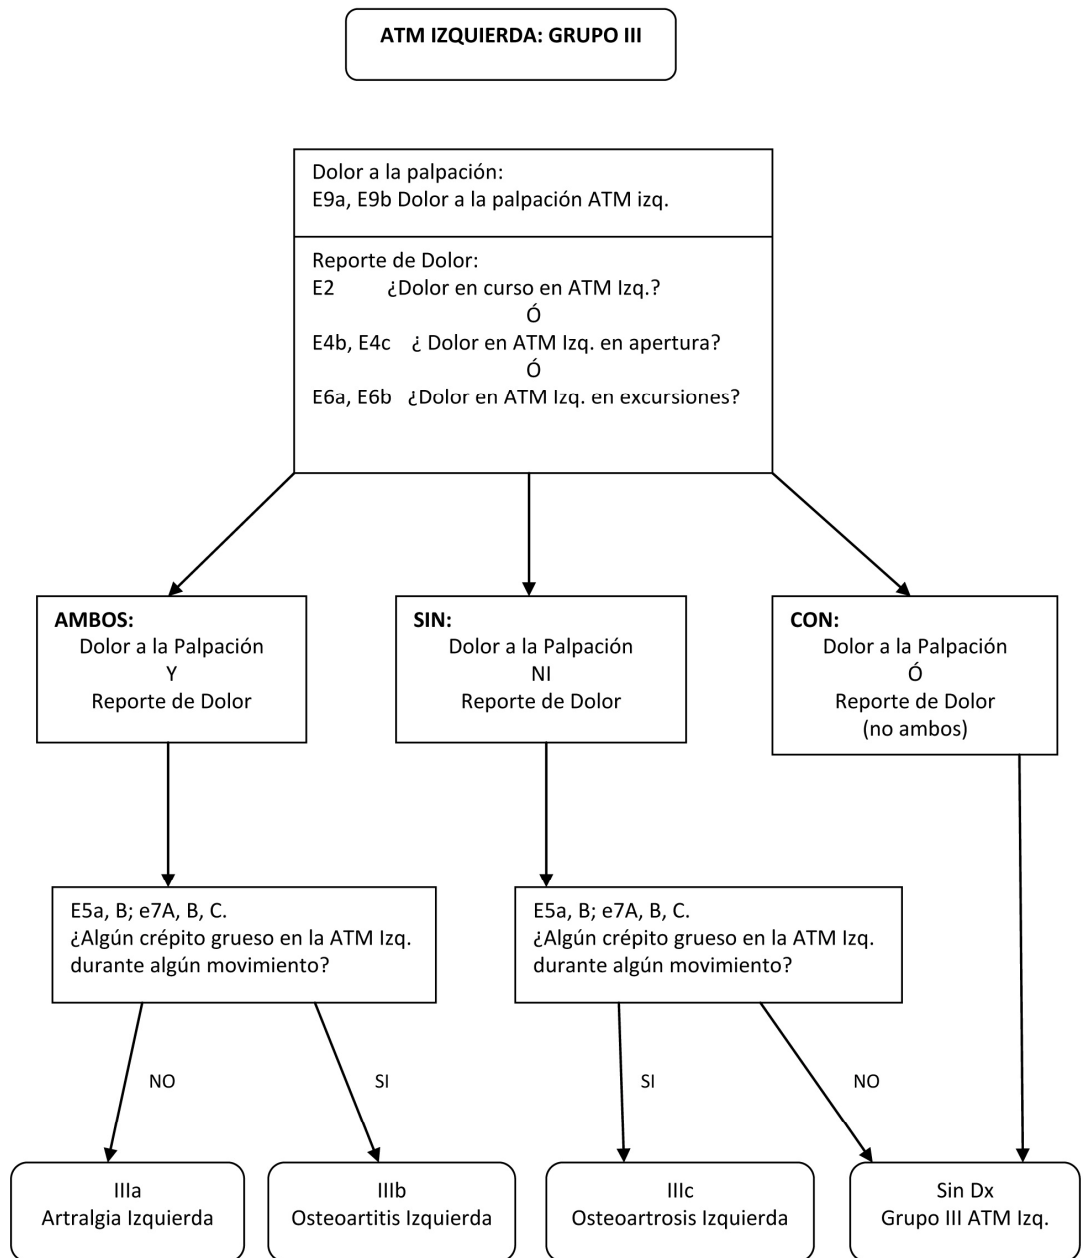 ATM IZQUIERDA: GRUPO III
Dolor a la palpación:
E9a, E9b Dolor a la palpación ATM izq.
Reporte de Dolor:
E2 ¿Dolor en curso en ATM Izq.?
Ó
E4b, E4c ¿ Dolor en ATM Izq. en apertura?
Ó
E6a, E6b ¿Dolor en ATM Izq. en excursiones?
AMBOS:
Dolor a la Palpación
Y
Reporte de Dolor
SIN:
Dolor a la Palpación
NI
Reporte de Dolor
CON:
Dolor a la Palpación
Ó
Reporte de Dolor
(no ambos)
E5a, B; e7A, B, C.
¿Algún crépito grueso en la ATM Izq.
durante algún movimiento?
E5a, B; e7A, B, C.
¿Algún crépito grueso en la ATM Izq.
durante algún movimiento?
NO
SI
SI
NO
IIIa
Artralgia Izquierda
IIIb
Osteoartitis Izquierda
IIIc
Osteoartrosis Izquierda
Sin Dx
Grupo III ATM Izq.